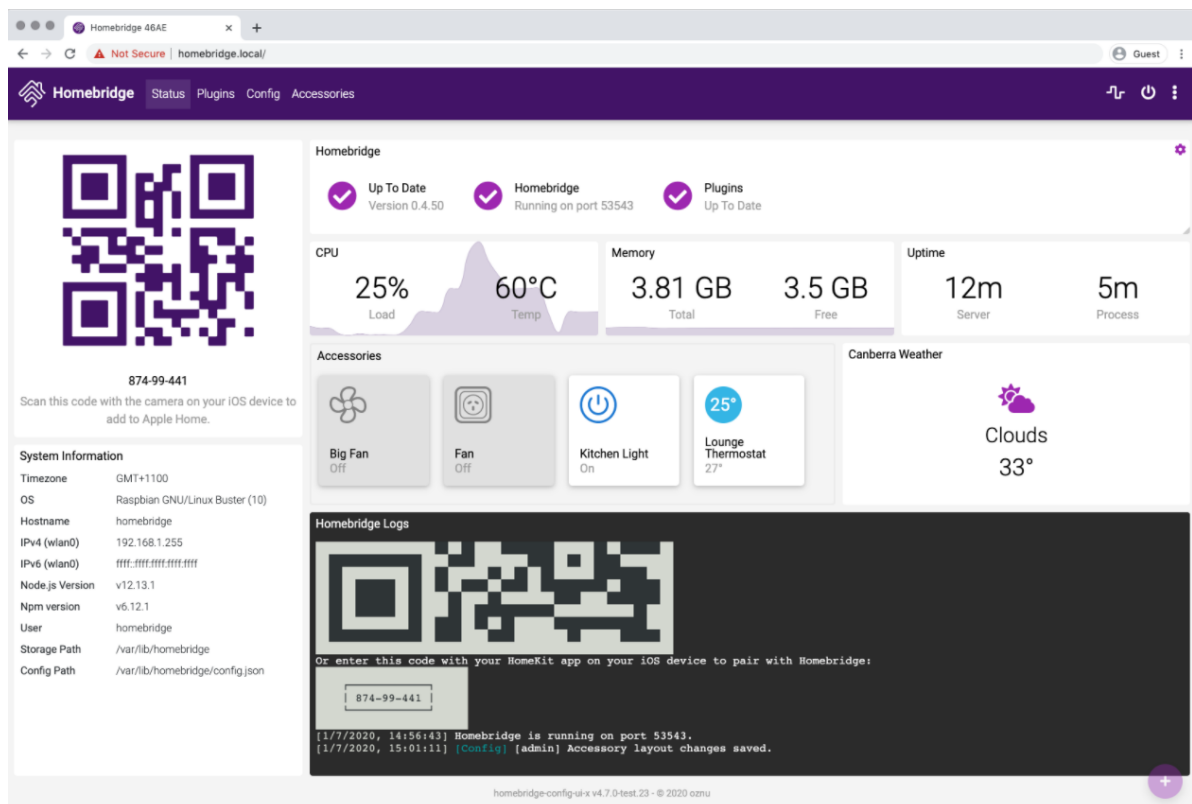 Homebridge 46AE
Not Secure | homebridge.local/
Guest
Homebridge Status Plugins Config Accessories
874-99-441
Scan this code with the camera on your iOS device to
add to Apple Home.
System Information
Timezone GMT+1100
OS Raspbian GNU/Linux Buster (10)
Hostname homebridge
IPv4 (wlan0) 192.168.1.255
IPv6 (wlan0) ffff::ffff:ffff:ffff:ffff
Node.js Version v12.13.1
Npm version v6.12.1
User homebridge
Storage Path /var/lib/homebridge
Config Path /var/lib/homebridge/config.json
Homebridge
Up To Date
Version 0.4.50
Homebridge
Running on port 53543
Plugins
Up To Date
CPU
25%
Load
60°C
Temp
Memory
3.81 GB
Total
3.5 GB
Free
Uptime
12m
Server
5m
Process
Accessories
Big Fan
Off
Fan
Off
Kitchen Light
On
25°
Lounge
Thermostat
27°
Canberra Weather
Clouds
33°
Homebridge Logs
Or enter this code with your HomeKit app on your iOS device to pair with Homebridge:
874-99-441
[1/7/2020, 14:56:43] Homebridge is running on port 53543.
[1/7/2020, 15:01:11] [Config] [admin] Accessory layout changes saved.
homebridge-config-ui-x v4.7.0-test.23 - © 2020 oznu